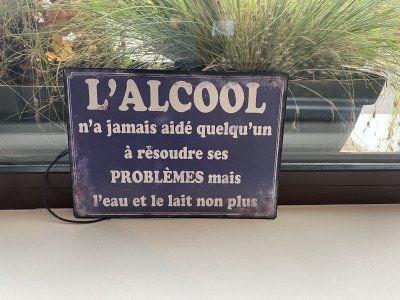 L'ALCOOL
n'a jamais aidé quelqu'un
à résoudre ses
PROBLÈMES mais
l'eau et le lait non plus